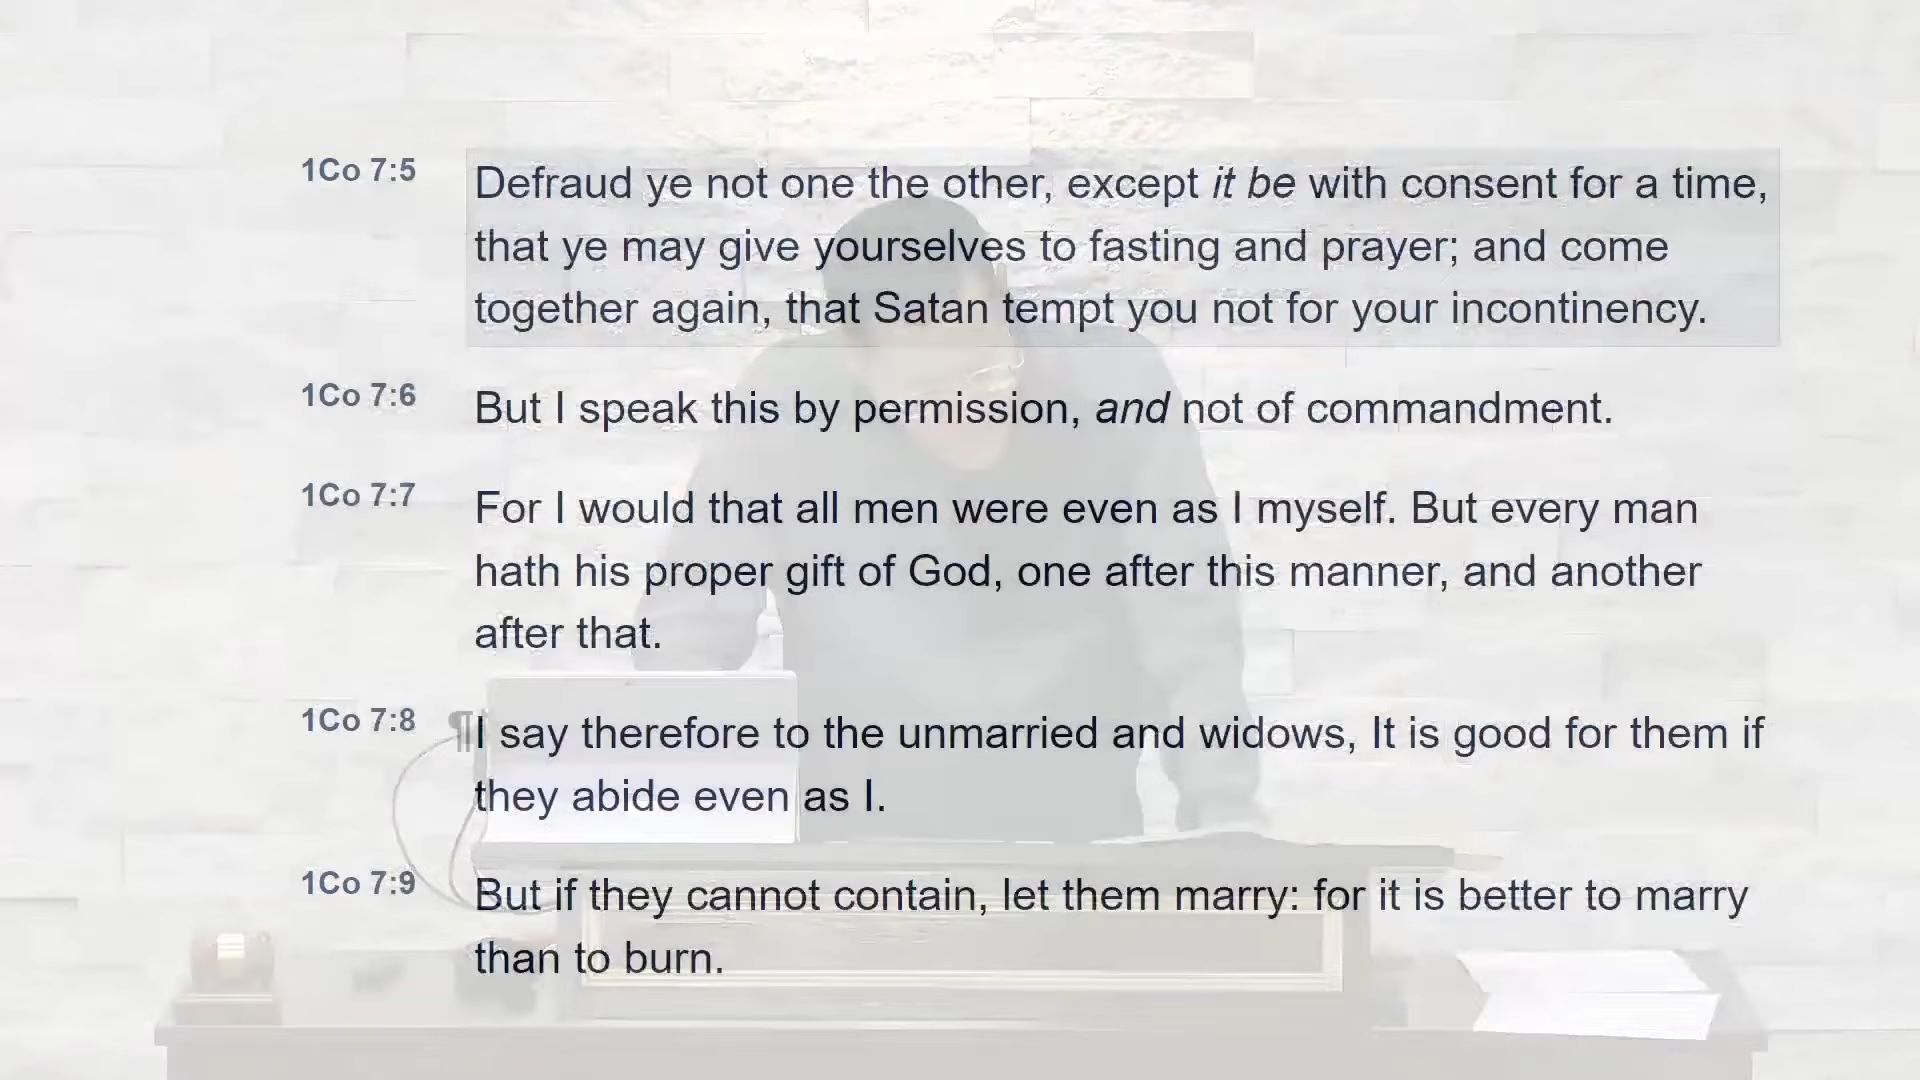 1Co 7:5 Defraud ye not one the other, except it be with consent for a time,
that ye may give yourselves to fasting and prayer; and come
together again, that Satan tempt you not for your incontinency.
1Co 7:6 But I speak this by permission, and not of commandment.
1Co 7:7 For I would that all men were even as I myself. But every man
hath his proper gift of God, one after this manner, and another
after that.
1Co 7:8 ¶I say therefore to the unmarried and widows, It is good for them if
they abide even as I.
1Co 7:9 But if they cannot contain, let them marry: for it is better to marry
than to burn.